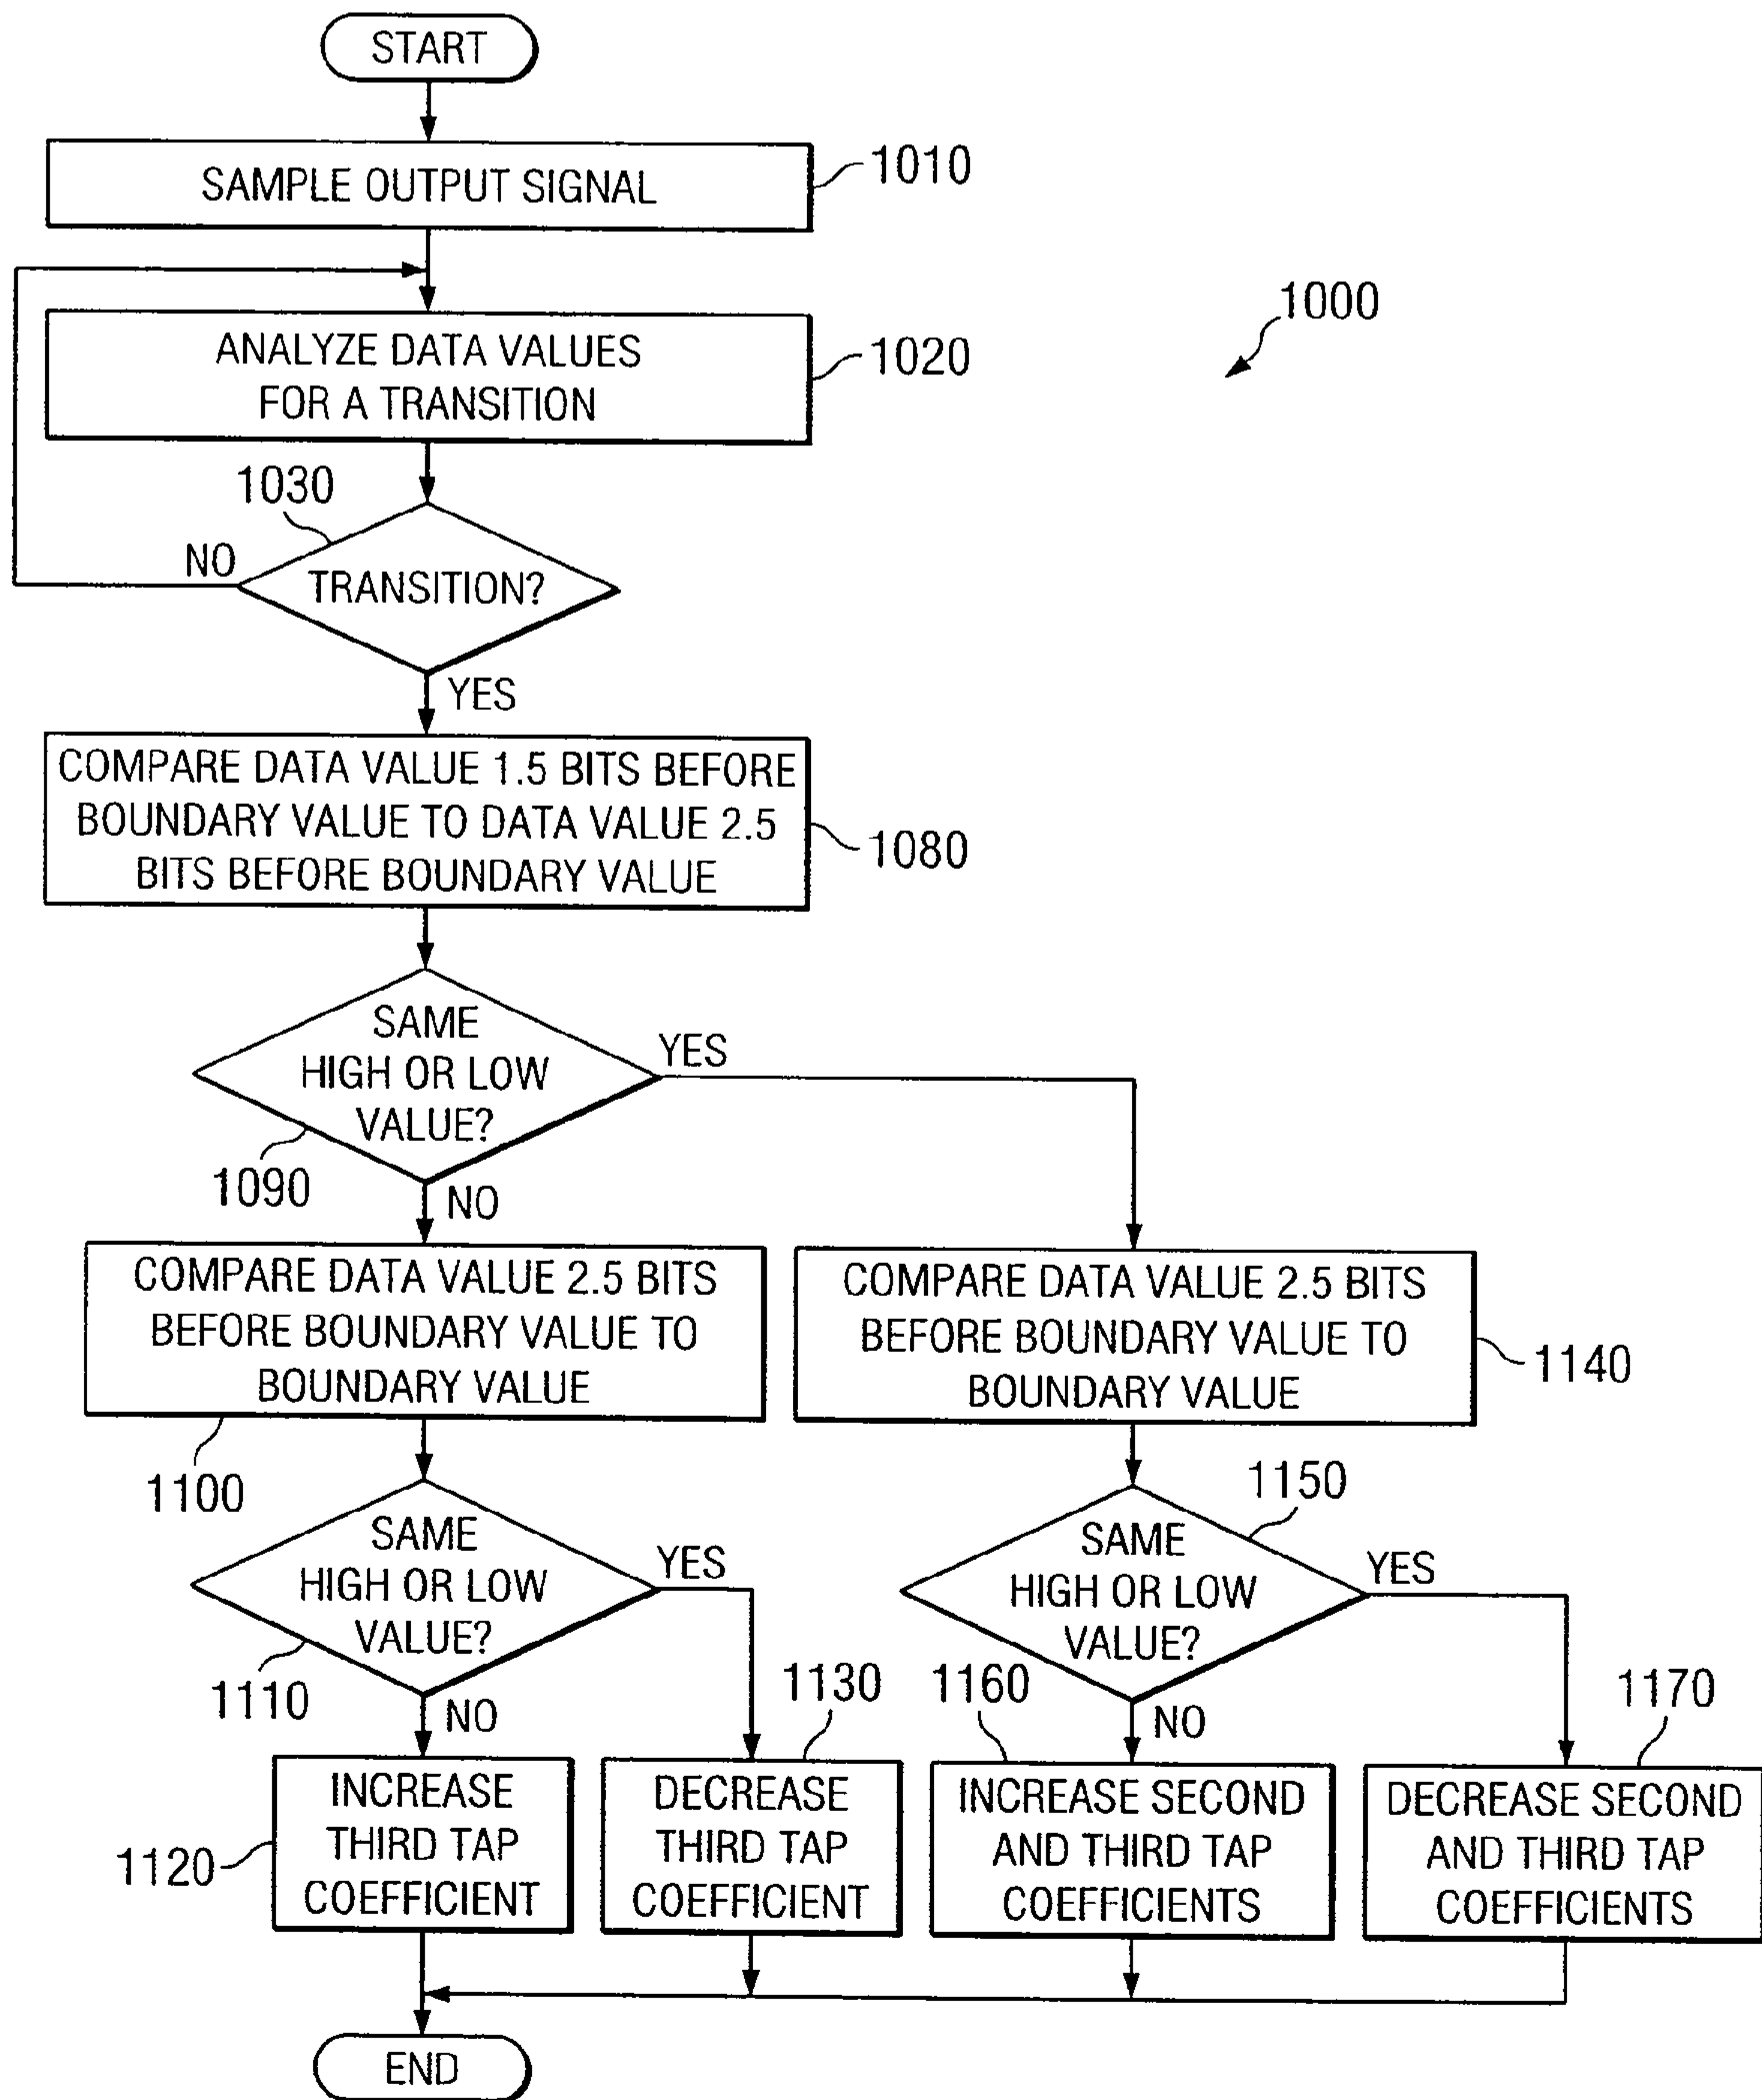 START
SAMPLE OUTPUT SIGNAL
1010
1000
ANALYZE DATA VALUES
FOR A TRANSITION
1020
1030
NO
TRANSITION?
YES
COMPARE DATA VALUE 1.5 BITS BEFORE
BOUNDARY VALUE TO DATA VALUE 2.5
BITS BEFORE BOUNDARY VALUE
1080
SAME
HIGH OR LOW
VALUE?
YES
1090
NO
COMPARE DATA VALUE 2.5 BITS
BEFORE BOUNDARY VALUE TO
BOUNDARY VALUE
1100
COMPARE DATA VALUE 2.5 BITS
BEFORE BOUNDARY VALUE TO
BOUNDARY VALUE
1140
SAME
HIGH OR LOW
VALUE?
YES
1110
NO
1150
SAME
HIGH OR LOW
VALUE?
YES
NO
1120
INCREASE
THIRD TAP
COEFFICIENT
1130
DECREASE
THIRD TAP
COEFFICIENT
1160
INCREASE SECOND
AND THIRD TAP
COEFFICIENTS
1170
DECREASE SECOND
AND THIRD TAP
COEFFICIENTS
END